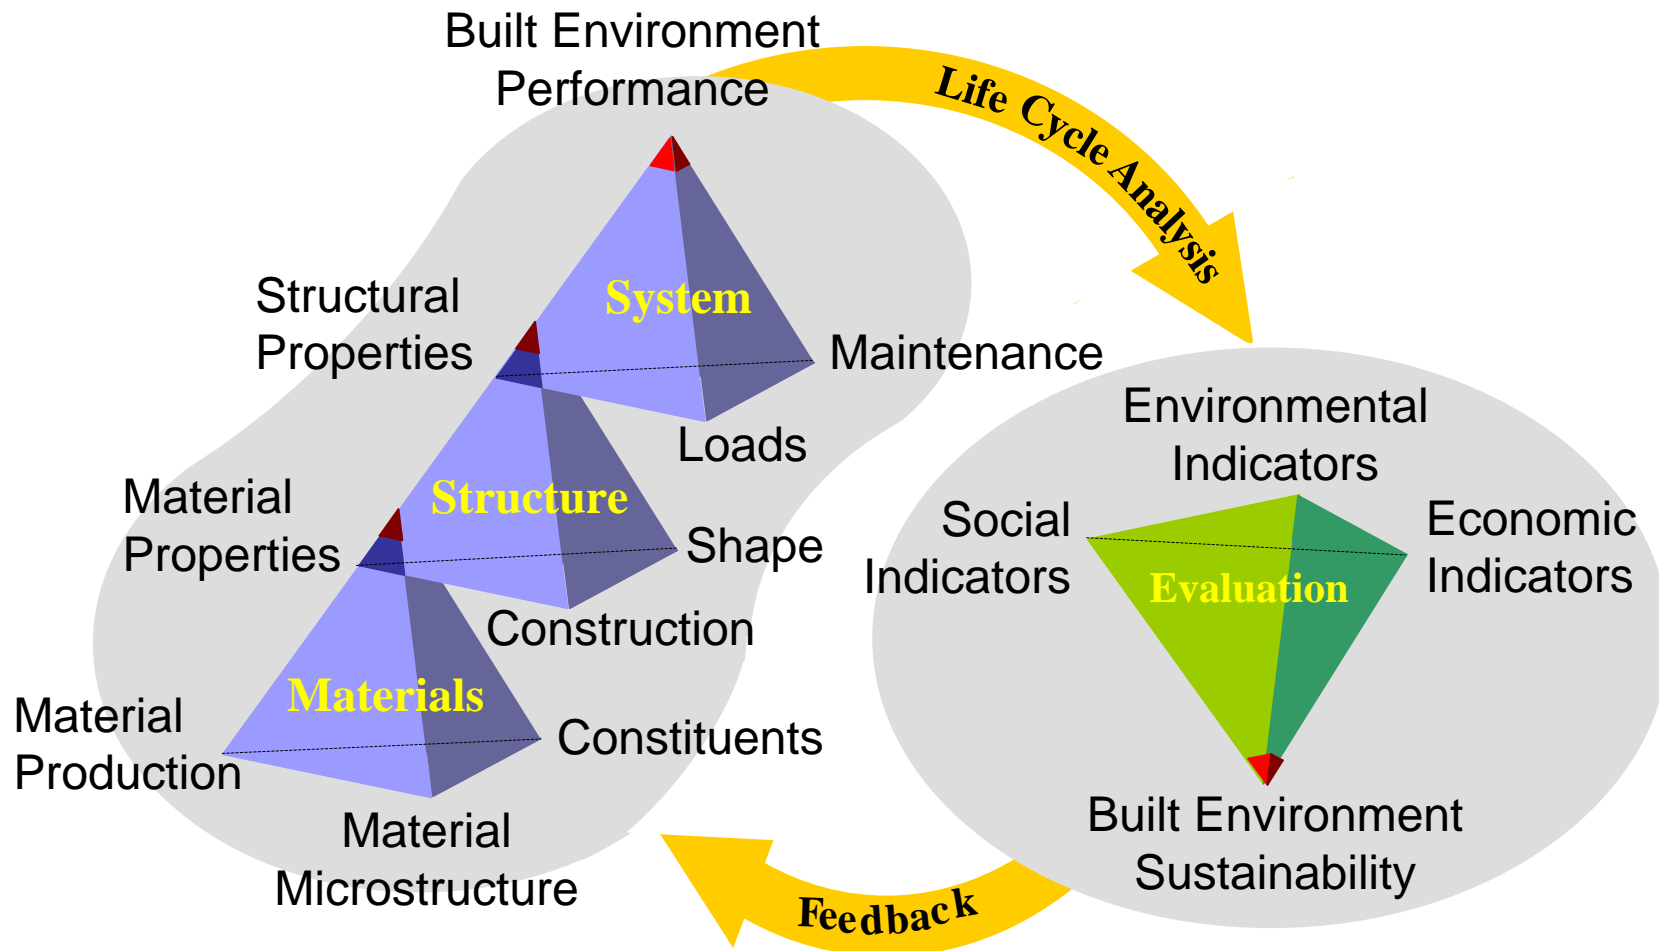 Built Environment
Performance
Life Cycle Analysis
Structural
Properties
System
Maintenance
Loads
Material
Properties
Structure
Shape
Construction
Materials
Material
Production
Constituents
Material
Microstructure
Environmental
Indicators
Social
Indicators
Economic
Indicators
Evaluation
Built Environment
Sustainability
Feedback